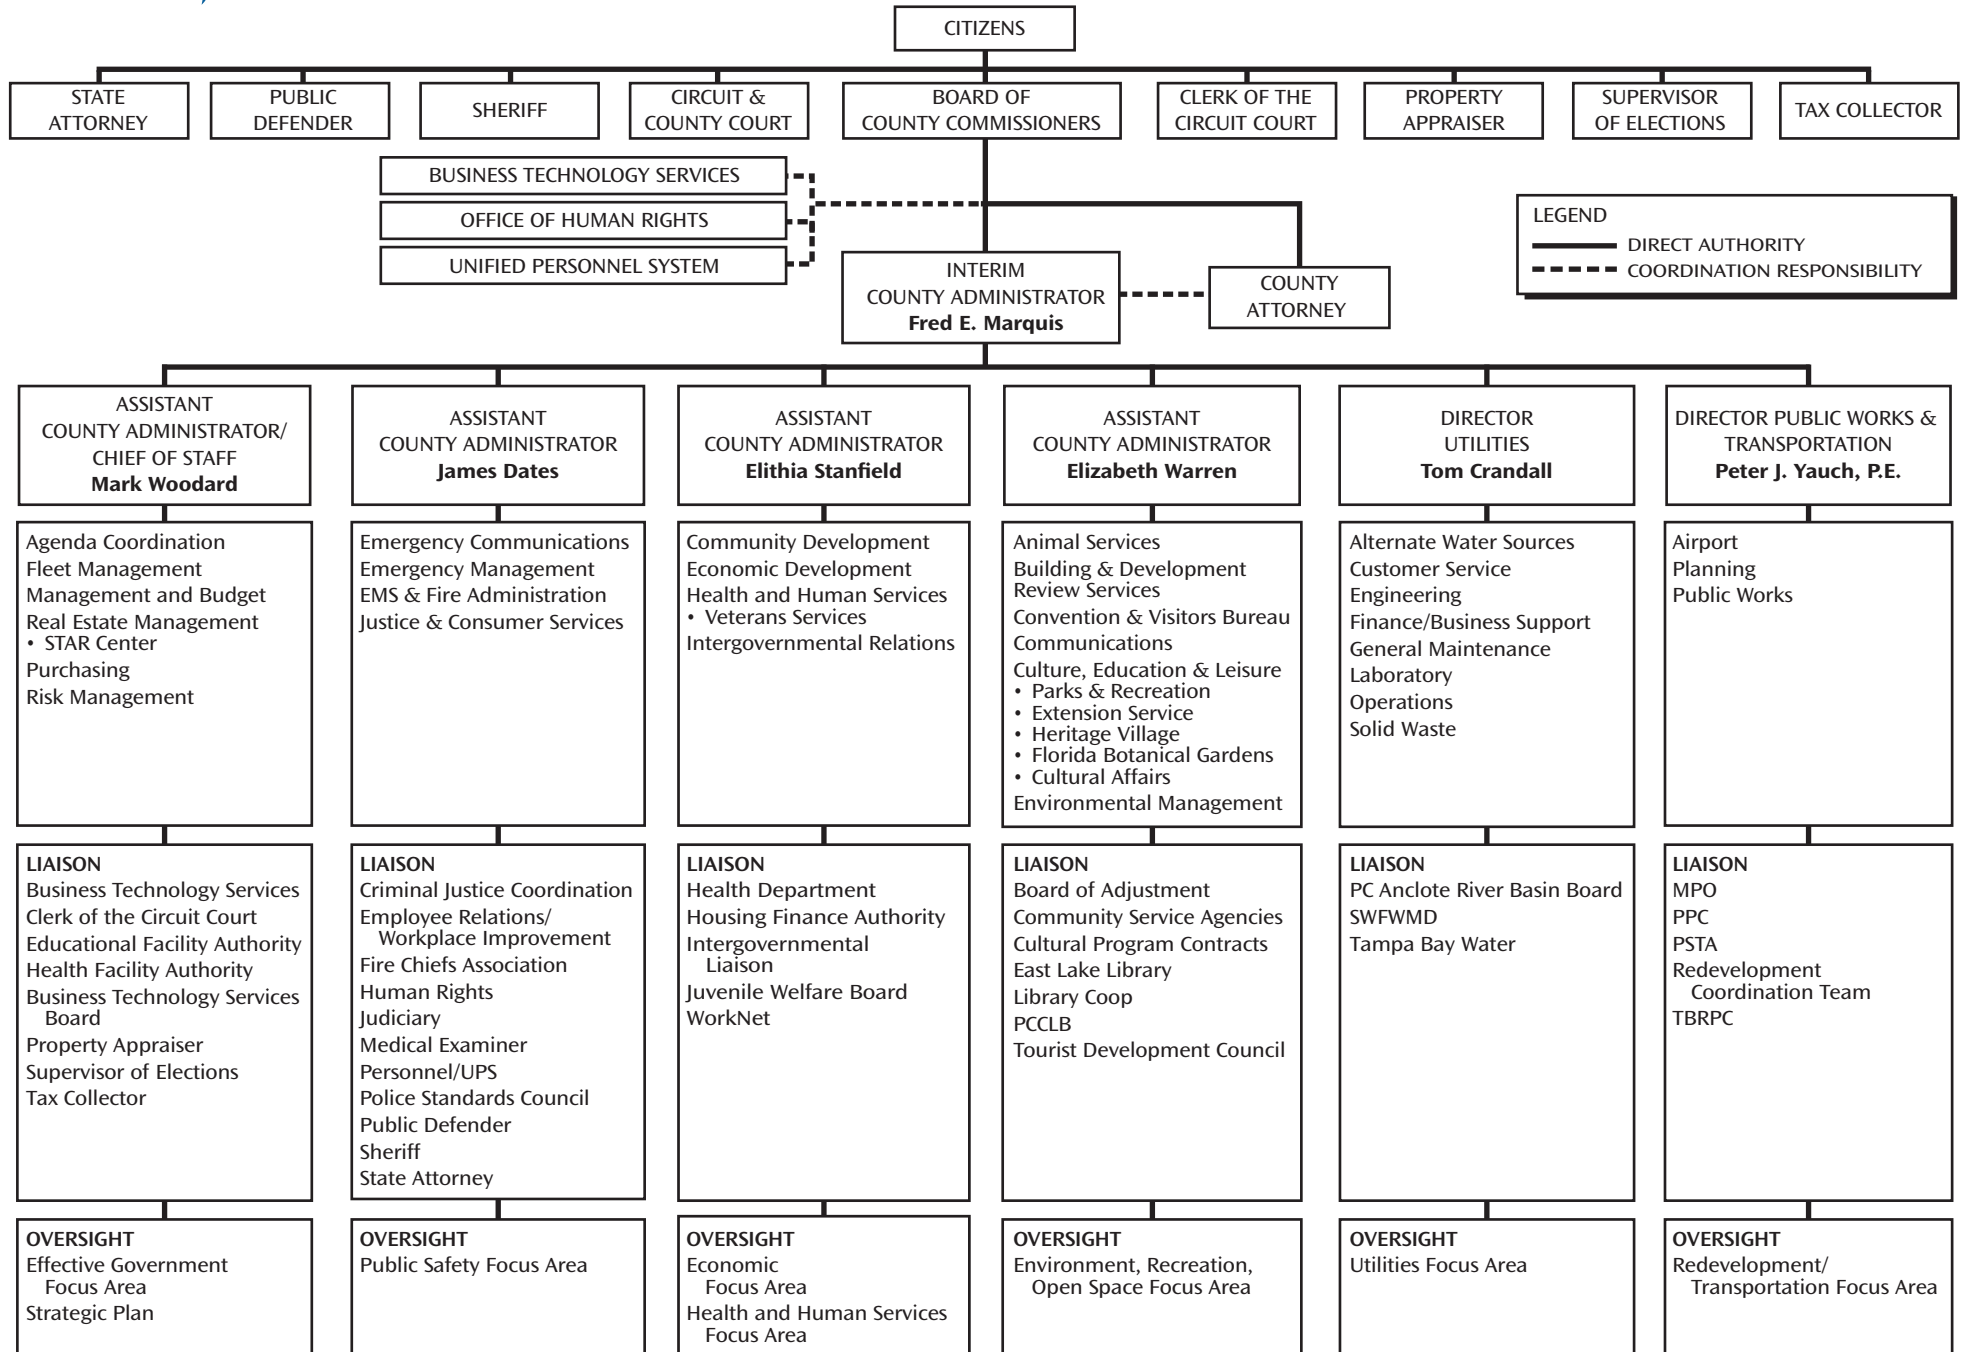 CITIZENS
STATE
ATTORNEY
PUBLIC
DEFENDER
SHERIFF
CIRCUIT &
COUNTY COURT
BOARD OF
COUNTY COMMISSIONERS
CLERK OF THE
CIRCUIT COURT
PROPERTY
APPRAISER
SUPERVISOR
OF ELECTIONS
TAX COLLECTOR
BUSINESS TECHNOLOGY SERVICES
OFFICE OF HUMAN RIGHTS
UNIFIED PERSONNEL SYSTEM
LEGEND
DIRECT AUTHORITY
COORDINATION RESPONSIBILITY
INTERIM
COUNTY ADMINISTRATOR
Fred E. Marquis
COUNTY
ATTORNEY
ASSISTANT
COUNTY ADMINISTRATOR/
CHIEF OF STAFF
Mark Woodard
ASSISTANT
COUNTY ADMINISTRATOR
James Dates
ASSISTANT
COUNTY ADMINISTRATOR
Elithia Stanfield
ASSISTANT
COUNTY ADMINISTRATOR
Elizabeth Warren
DIRECTOR
UTILITIES
Tom Crandall
DIRECTOR PUBLIC WORKS &
TRANSPORTATION
Peter J. Yauch, P.E.
Agenda Coordination
Fleet Management
Management and Budget
Real Estate Management
• STAR Center
Purchasing
Risk Management
Emergency Communications
Emergency Management
EMS & Fire Administration
Justice & Consumer Services
Community Development
Economic Development
Health and Human Services
• Veterans Services
Intergovernmental Relations
Animal Services
Building & Development
Review Services
Convention & Visitors Bureau
Communications
Culture, Education & Leisure
• Parks & Recreation
• Extension Service
• Heritage Village
• Florida Botanical Gardens
• Cultural Affairs
Environmental Management
Alternate Water Sources
Customer Service
Engineering
Finance/Business Support
General Maintenance
Laboratory
Operations
Solid Waste
Airport
Planning
Public Works
LIAISON
Business Technology Services
Clerk of the Circuit Court
Educational Facility Authority
Health Facility Authority
Business Technology Services
Board
Property Appraiser
Supervisor of Elections
Tax Collector
LIAISON
Criminal Justice Coordination
Employee Relations/
Workplace Improvement
Fire Chiefs Association
Human Rights
Judiciary
Medical Examiner
Personnel/UPS
Police Standards Council
Public Defender
Sheriff
State Attorney
LIAISON
Health Department
Housing Finance Authority
Intergovernmental
Liaison
Juvenile Welfare Board
WorkNet
LIAISON
Board of Adjustment
Community Service Agencies
Cultural Program Contracts
East Lake Library
Library Coop
PCCLB
Tourist Development Council
LIAISON
PC Anclote River Basin Board
SWFWMD
Tampa Bay Water
LIAISON
MPO
PPC
PSTA
Redevelopment
Coordination Team
TBRPC
OVERSIGHT
Effective Government
Focus Area
Strategic Plan
OVERSIGHT
Public Safety Focus Area
OVERSIGHT
Economic
Focus Area
Health and Human Services
Focus Area
OVERSIGHT
Environment, Recreation,
Open Space Focus Area
OVERSIGHT
Utilities Focus Area
OVERSIGHT
Redevelopment/
Transportation Focus Area